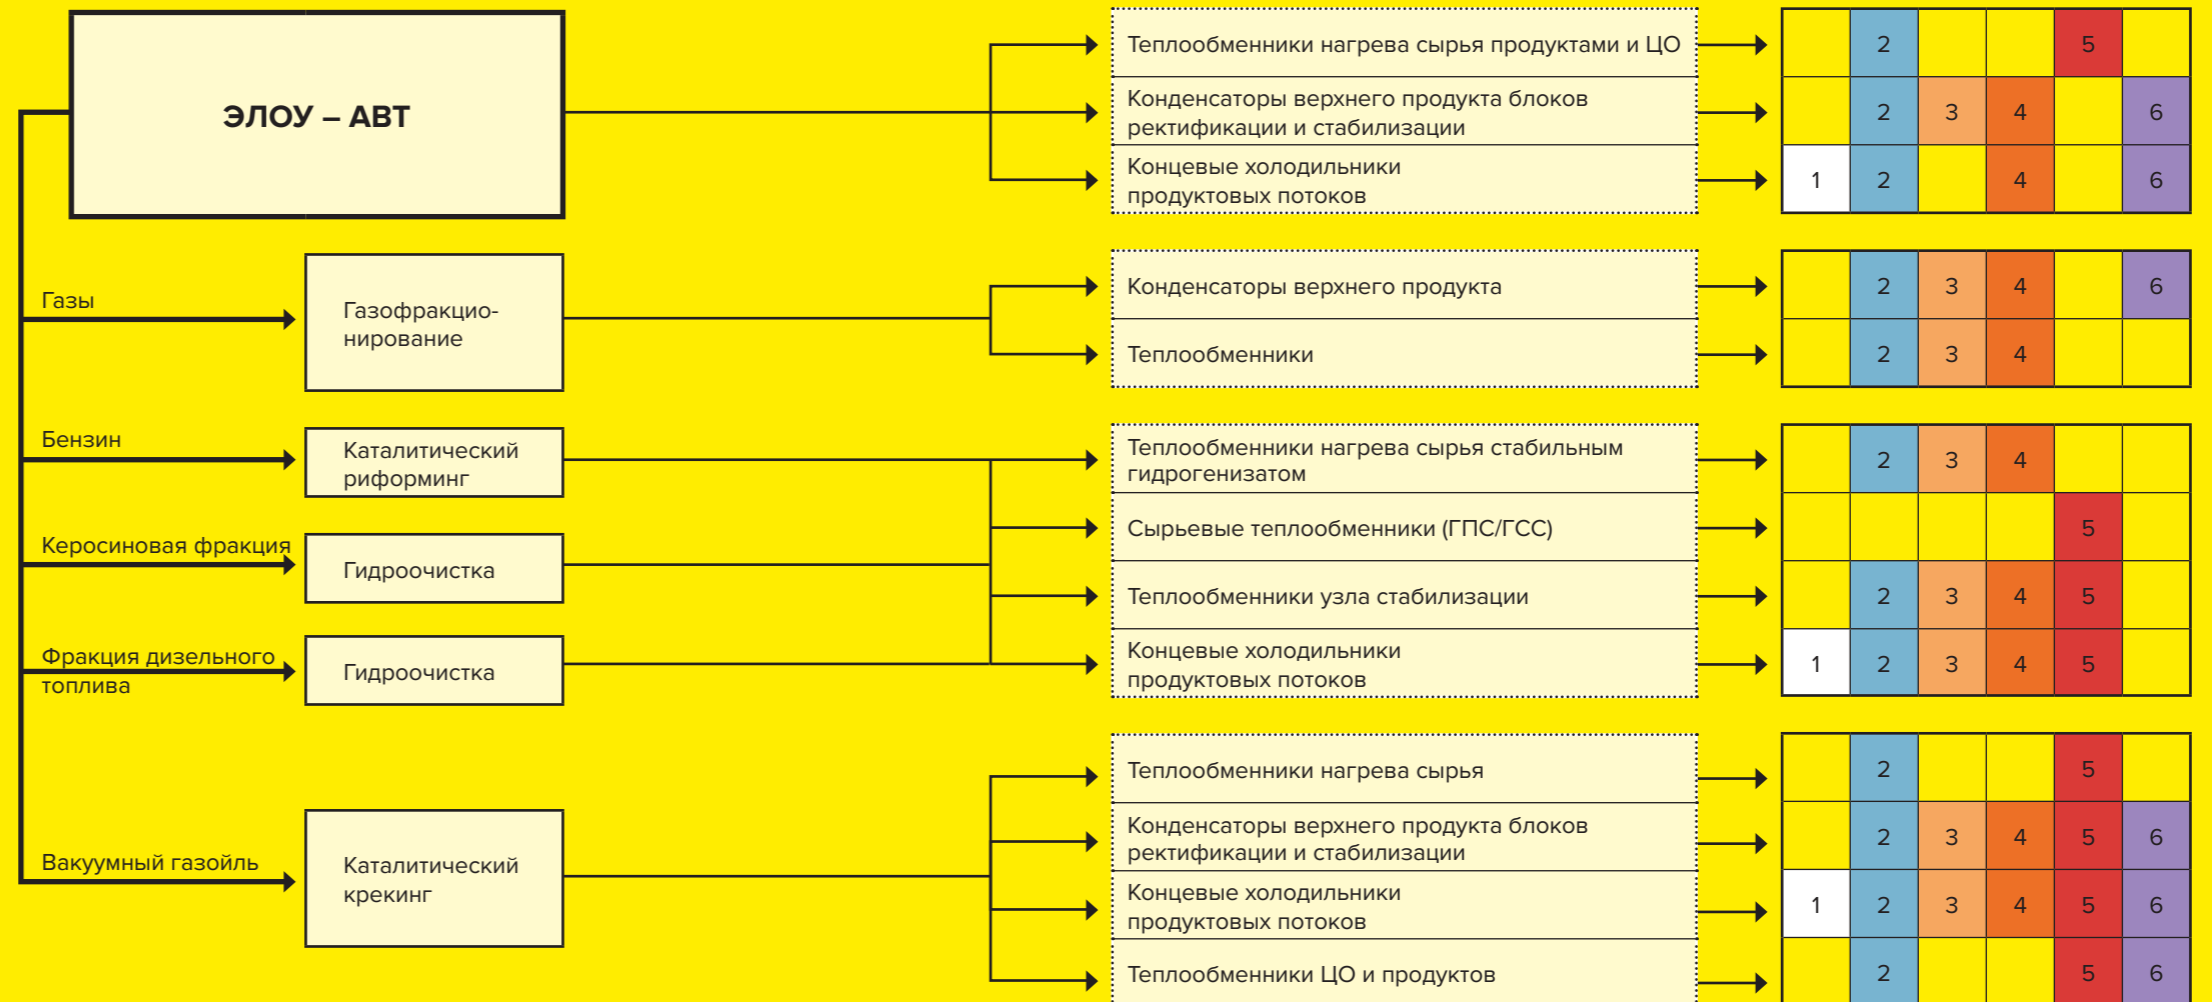 ЭЛОУ – АВТ
Теплообменники нагрева сырья продуктами и ЦО
2 5
Конденсаторы верхнего продукта блоков
ректификации и стабилизации
2 3 4 6
Концевые холодильники
продуктовых потоков
1 2 4 6
Газы
Газофракцио-
нирование
Конденсаторы верхнего продукта
2 3 4 6
Теплообменники
2 3 4
Бензин
Каталитический
риформинг
Теплообменники нагрева сырья стабильным
гидрогенизатом
2 3 4
Керосиновая фракция
Гидроочистка
Сырьевые теплообменники (ГПС/ГСС)
5
Теплообменники узла стабилизации
2 3 4 5
Фракция дизельного
топлива
Гидроочистка
Концевые холодильники
продуктовых потоков
1 2 3 4 5
Вакуумный газойль
Каталитический
крекинг
Теплообменники нагрева сырья
2 5
Конденсаторы верхнего продукта блоков
ректификации и стабилизации
2 3 4 5 6
Концевые холодильники
продуктовых потоков
1 2 3 4 5 6
Теплообменники ЦО и продуктов
2 5 6